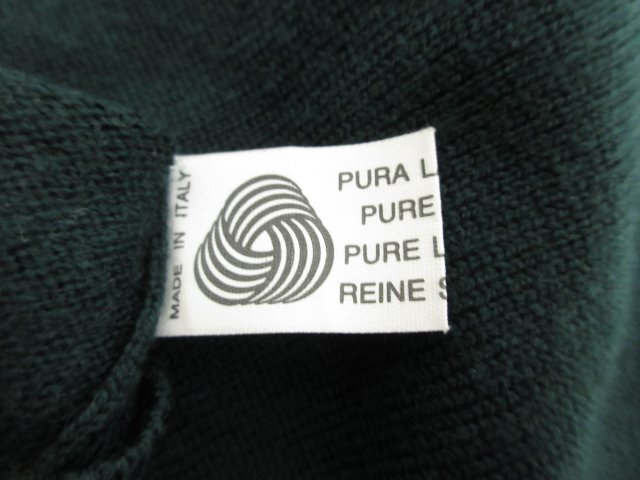 MADE IN ITALY
PURA L
PURE
PURE L
REINE S